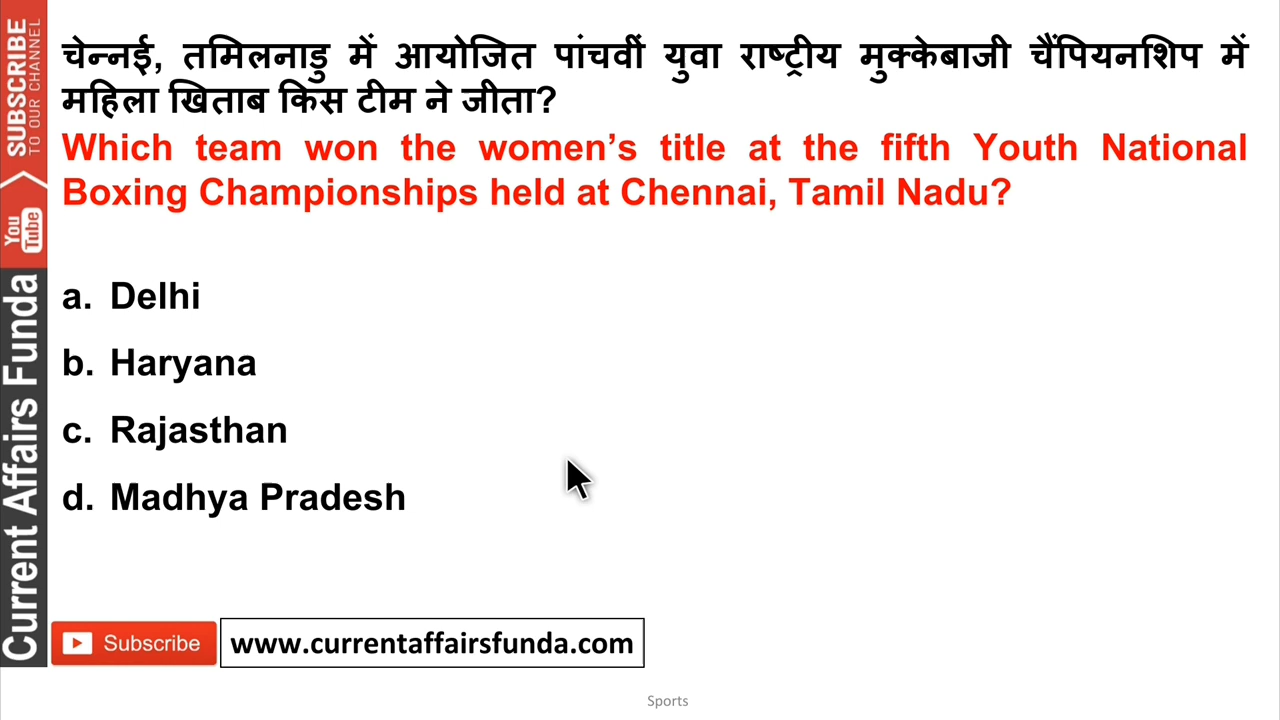 चेन्नई, तमिलनाडु में आयोजित पांचवीं युवा राष्ट्रीय मुक्केबाजी चैंपियनशिप में
महिला खिताब किस टीम ने जीता?
Which team won the women’s title at the fifth Youth National
Boxing Championships held at Chennai, Tamil Nadu?
a. Delhi
b. Haryana
c. Rajasthan
d. Madhya Pradesh
SUBSCRIBE
TO OUR CHANNEL
You
Tube
Current Affairs Funda
Subscribe
www.currentaffairsfunda.com
Sports